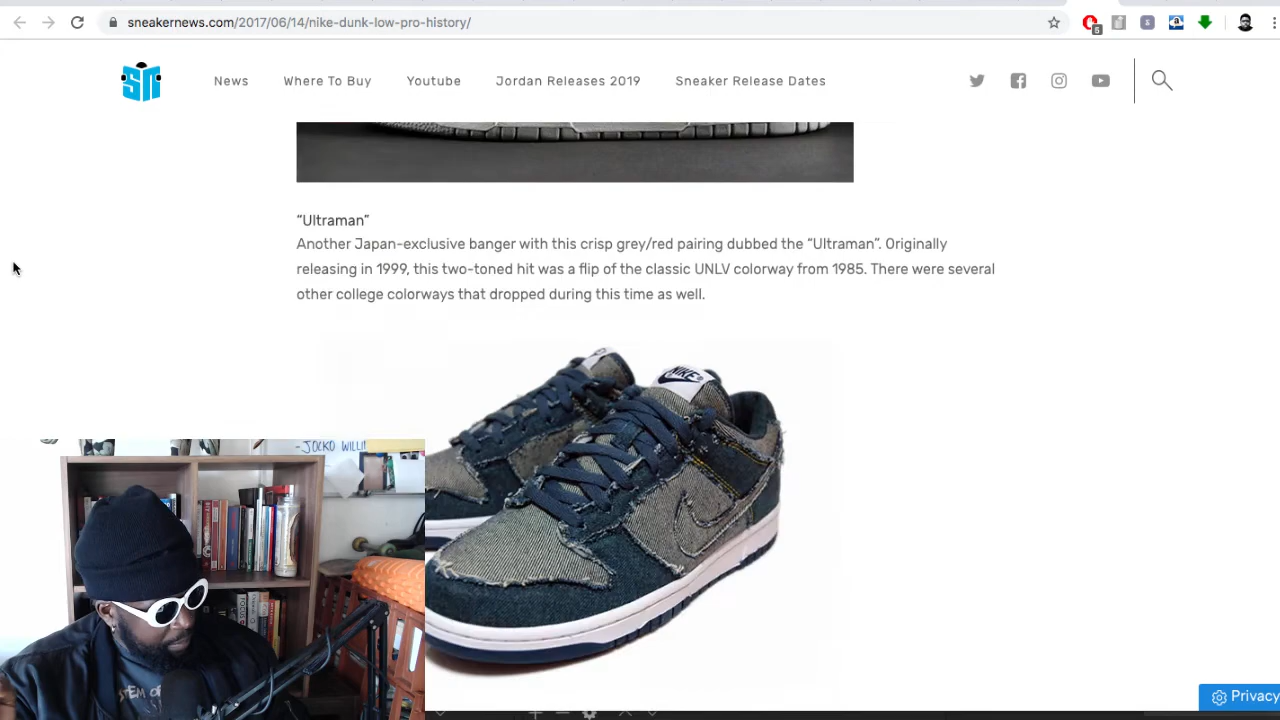 sneakernews.com/2017/06/14/nike-dunk-low-pro-history/
5
SN
News
Where To Buy
Youtube
Jordan Releases 2019
Sneaker Release Dates
“Ultraman”
Another Japan-exclusive banger with this crisp grey/red pairing dubbed the “Ultraman”. Originally
releasing in 1999, this two-toned hit was a flip of the classic UNLV colorway from 1985. There were several
other college colorways that dropped during this time as well.
NIKE
-JOCKO
Privacy